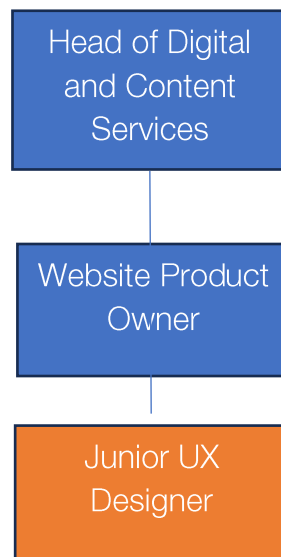 Head of Digital
and Content
Services
Website Product
Owner
Junior UX
Designer